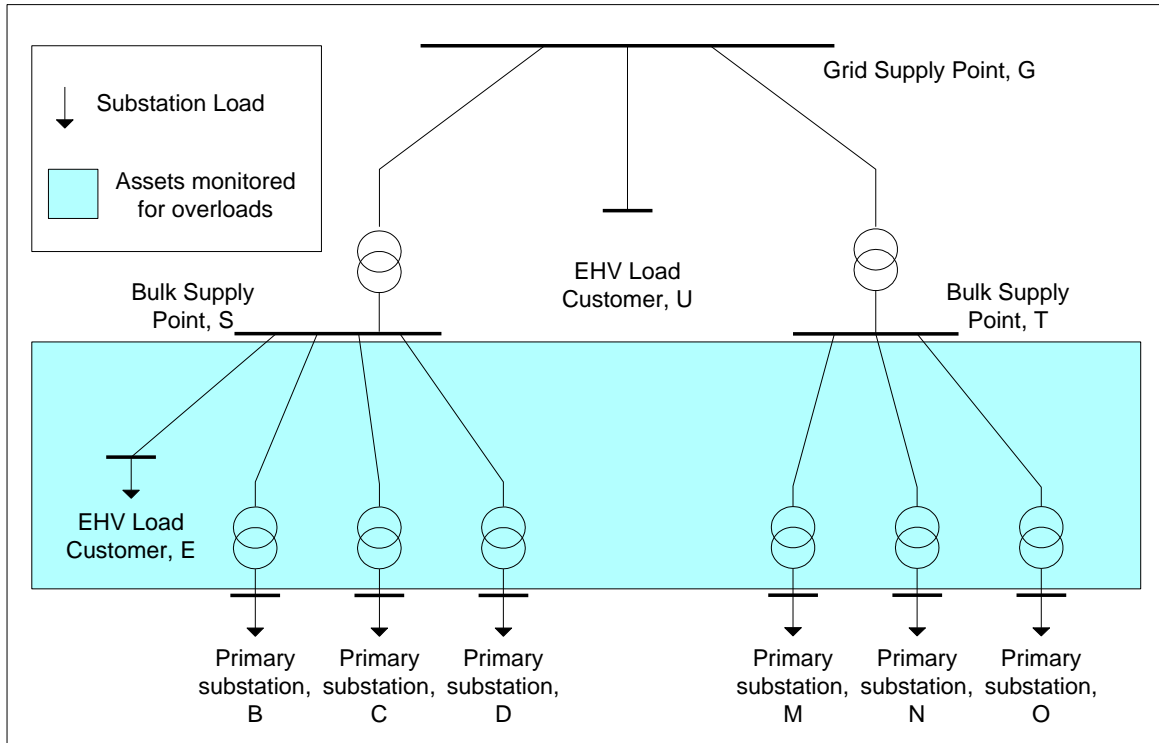 Grid Supply Point, G
Substation Load
Assets monitored
for overloads
EHV Load
Customer, U
Bulk Supply
Point, S
Bulk Supply
Point, T
EHV Load
Customer, E
Primary
substation,
B
Primary
substation,
C
Primary
substation,
D
Primary
substation,
M
Primary
substation,
N
Primary
substation,
O